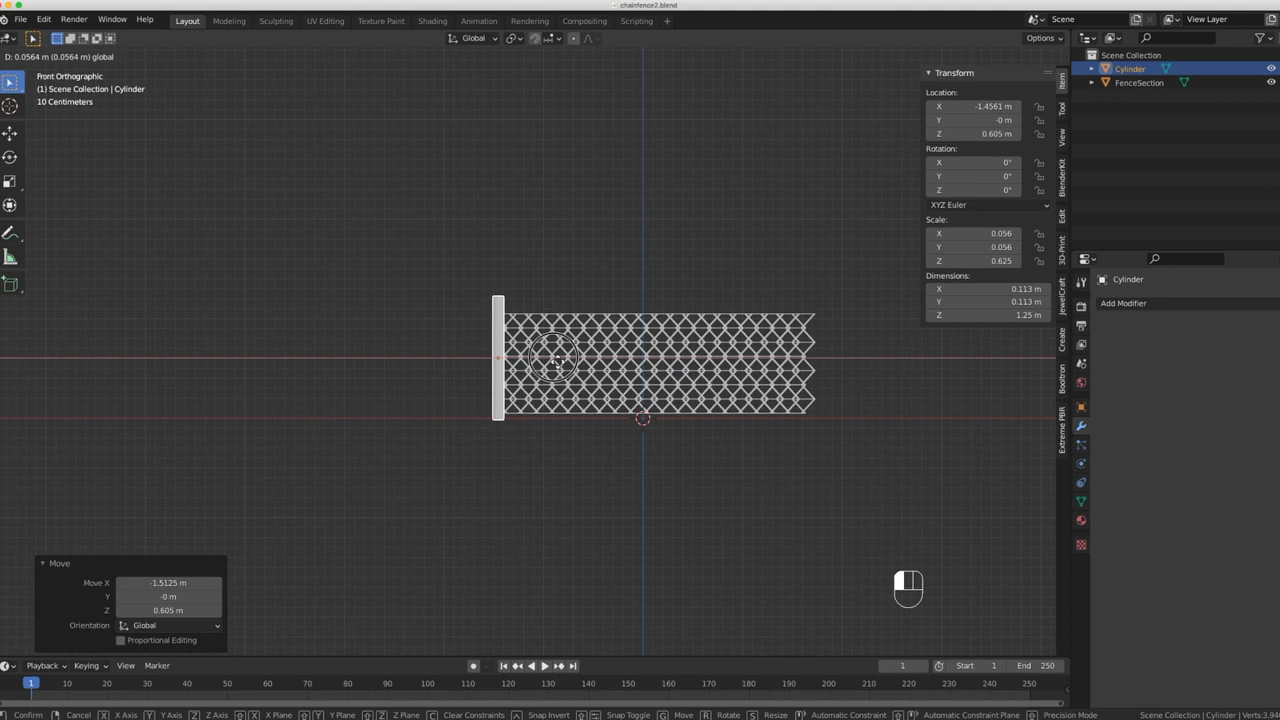 chainfence2.blend
File Edit Render Window Help Layout Modeling Sculpting UV Editing Texture Paint Shading Animation Rendering Compositing Scripting + Scene View Layer
Global Options
D: 0.0564 m (0.0564 m) global
Front Orthographic
(1) Scene Collection | Cylinder
10 Centimeters
Transform
Location:
X -1.4561 m
Y -0 m
Z 0.605 m
Rotation:
X 0°
Y 0°
Z 0°
XYZ Euler
Scale:
X 0.056
Y 0.056
Z 0.625
Dimensions:
X 0.113 m
Y 0.113 m
Z 1.25 m
Item
Tool
View
BlenderKit
Edit
3D-Print
JewelCraft
Create
Booltron
Extreme PBR
Scene Collection
Cylinder
FenceSection
Cylinder
Add Modifier
Move
Move X -1.5125 m
Y -0 m
Z 0.605 m
Orientation Global
Proportional Editing
Playback Keying View Marker 1 Start 1 End 250
1 10 20 30 40 50 60 70 80 90 100 110 120 130 140 150 160 170 180 190 200 210 220 230 240 250
Confirm Cancel X X Axis Y Y Axis Z Z Axis X X Plane Y Y Plane Z Z Plane C Clear Constraints Snap Invert Snap Toggle G Move R Rotate S Resize Automatic Constraint Automatic Constraint Plane Precision Mode Scene Collection | Cylinder | Verts:3,94